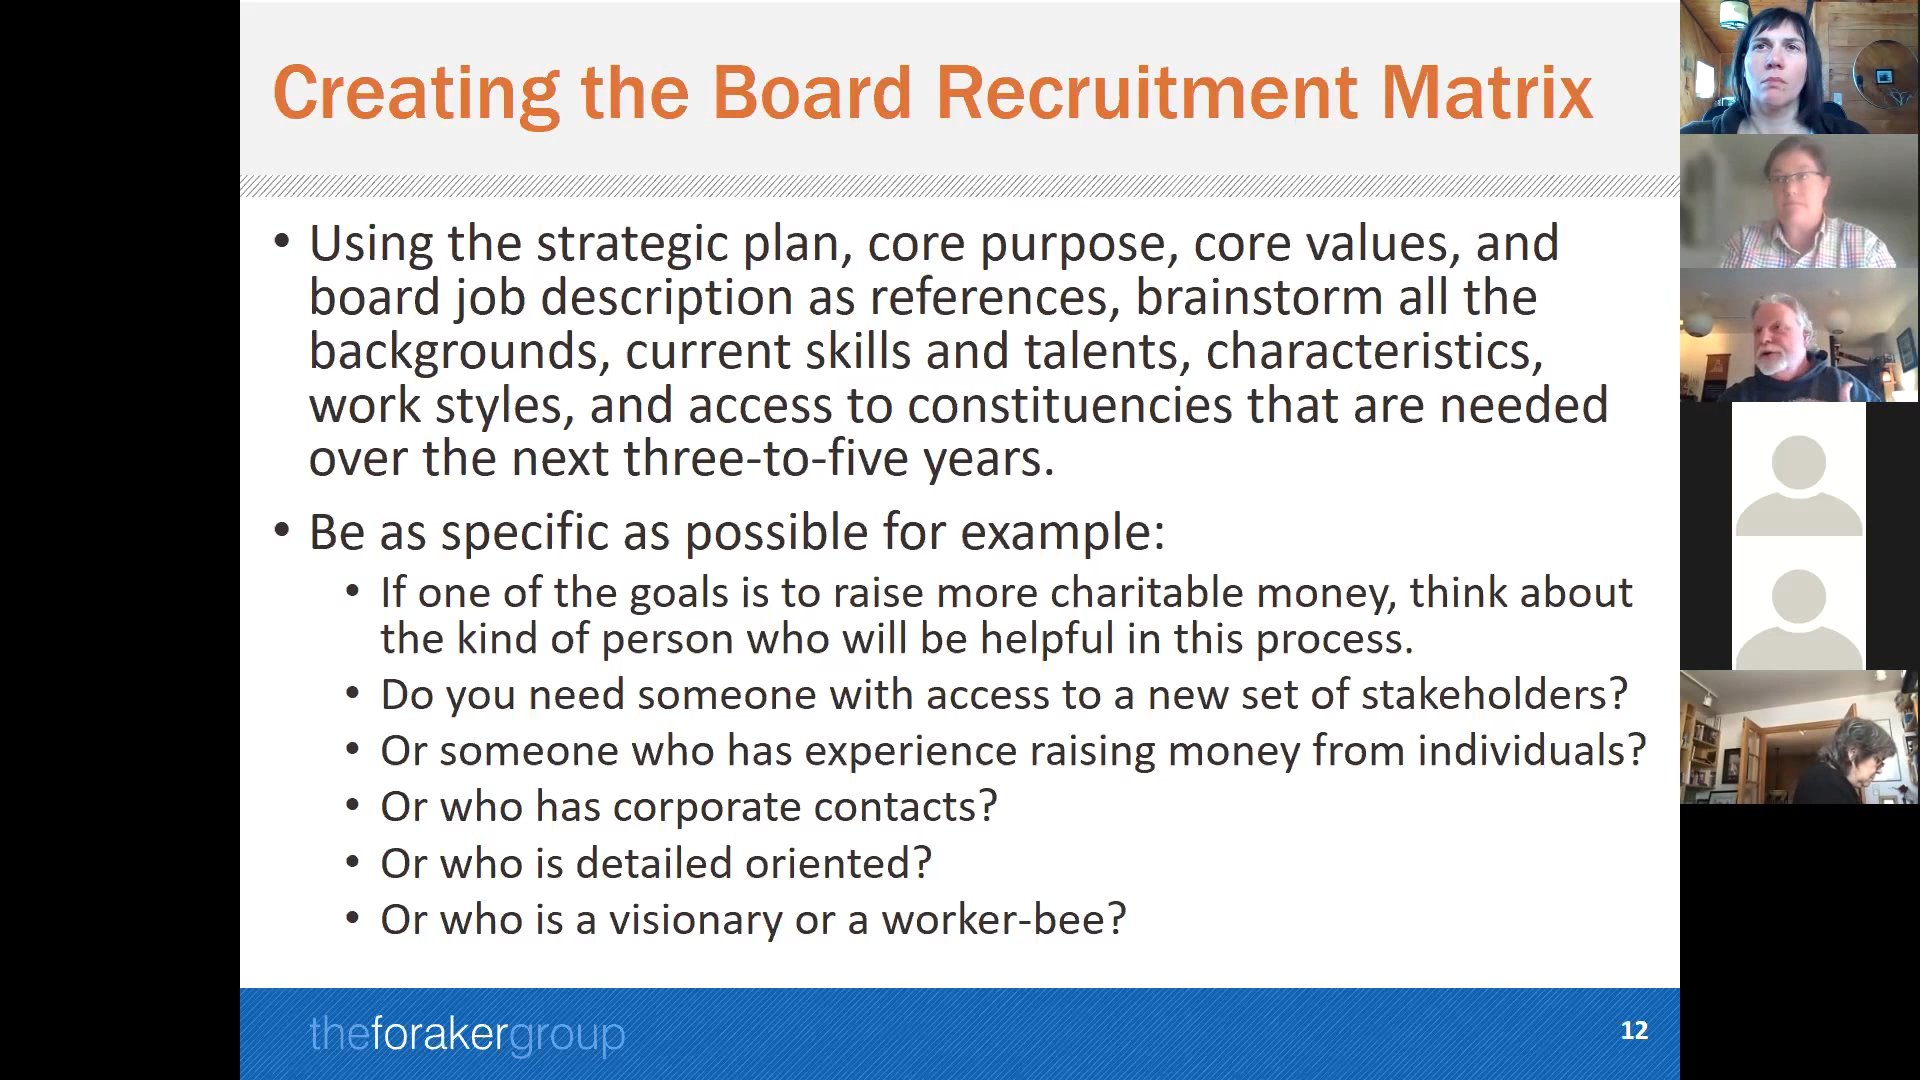 Creating the Board Recruitment Matrix
• Using the strategic plan, core purpose, core values, and
board job description as references, brainstorm all the
backgrounds, current skills and talents, characteristics,
work styles, and access to constituencies that are needed
over the next three-to-five years.
• Be as specific as possible for example:
• If one of the goals is to raise more charitable money, think about
the kind of person who will be helpful in this process.
• Do you need someone with access to a new set of stakeholders?
• Or someone who has experience raising money from individuals?
• Or who has corporate contacts?
• Or who is detailed oriented?
• Or who is a visionary or a worker-bee?
theforakergroup
12